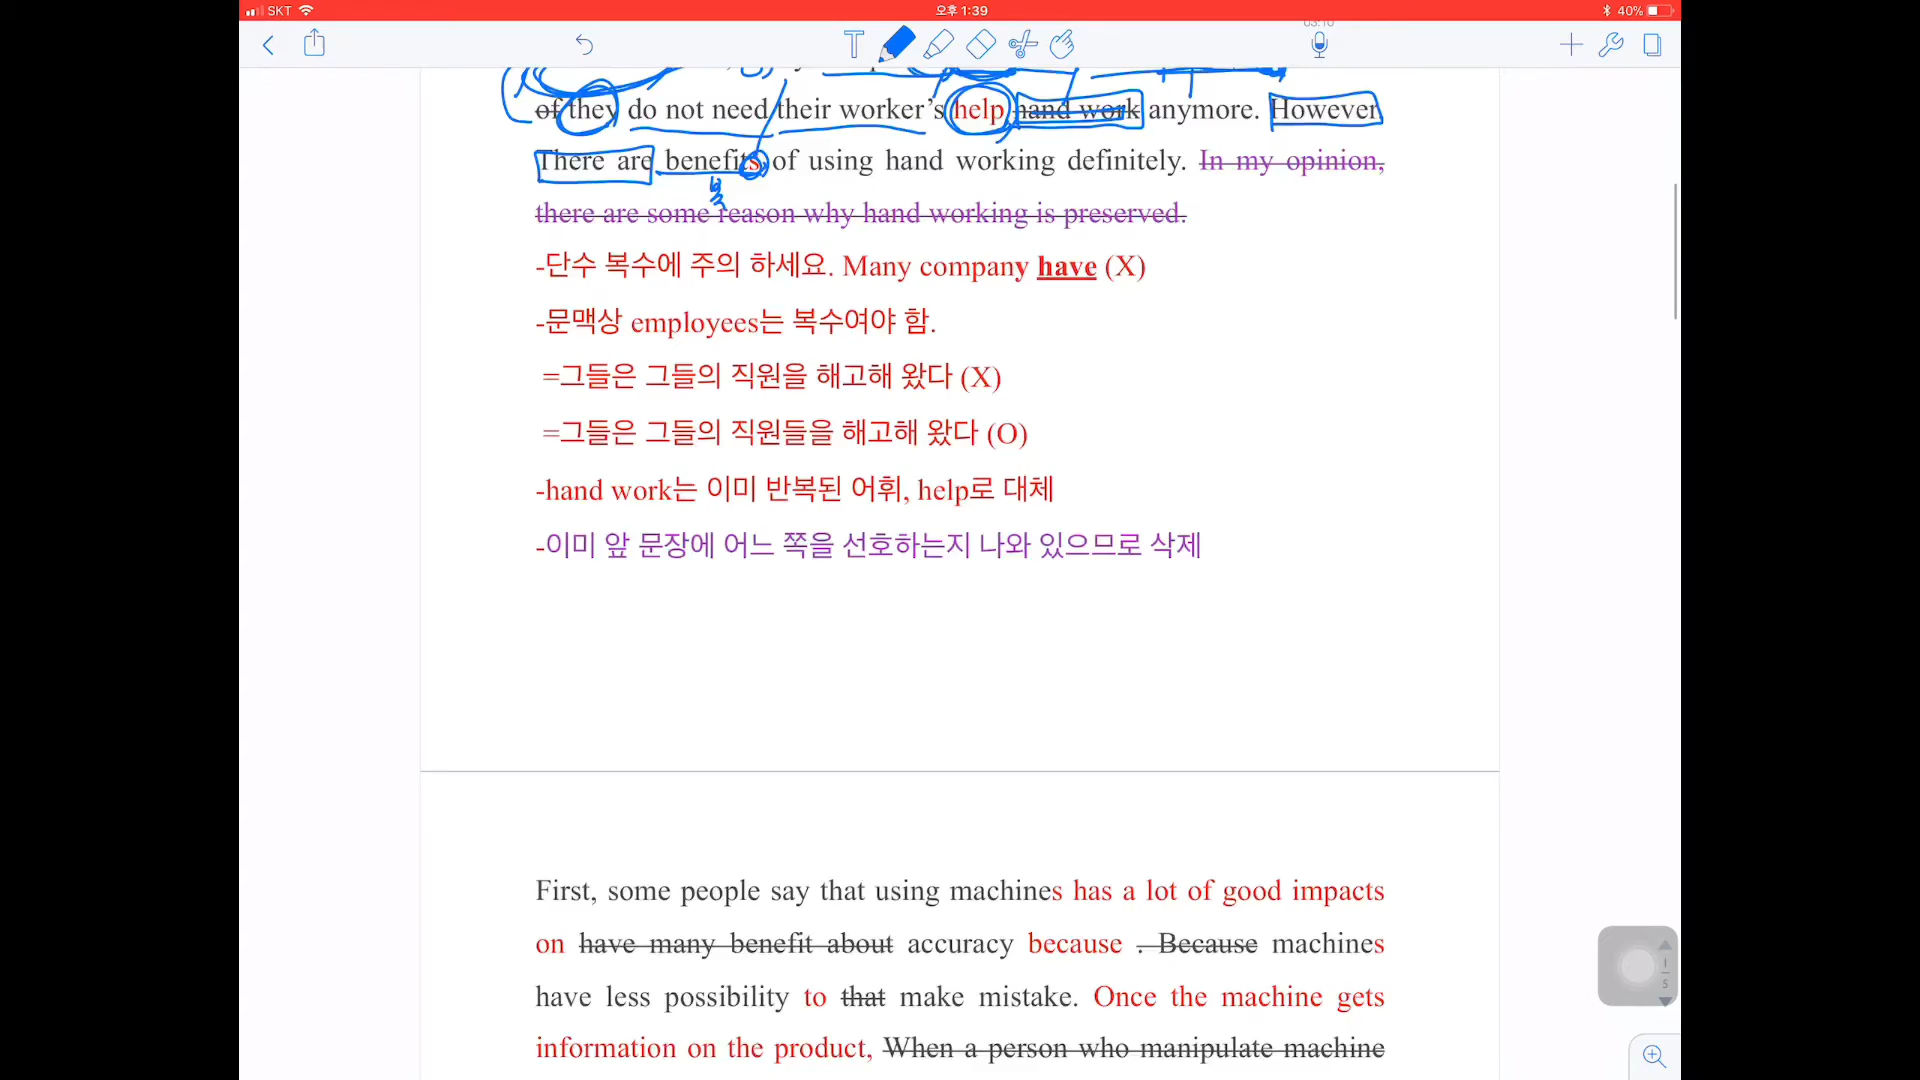 SKT 오후 1:39 40%
of they do not need their worker's help hand work anymore. However
There are benefits of using hand working definitely. In my opinion,
there are some reason why hand working is preserved.
-단수 복수에 주의 하세요. Many company have (X)
-문맥상 employees는 복수여야 함.
=그들은 그들의 직원을 해고해 왔다 (X)
=그들은 그들의 직원들을 해고해 왔다 (O)
-hand work는 이미 반복된 어휘, help로 대체
-이미 앞 문장에 어느 쪽을 선호하는지 나와 있으므로 삭제
First, some people say that using machines has a lot of good impacts
on have many benefit about accuracy because . Because machines
have less possibility to that make mistake. Once the machine gets
information on the product, When a person who manipulate machine
1
5